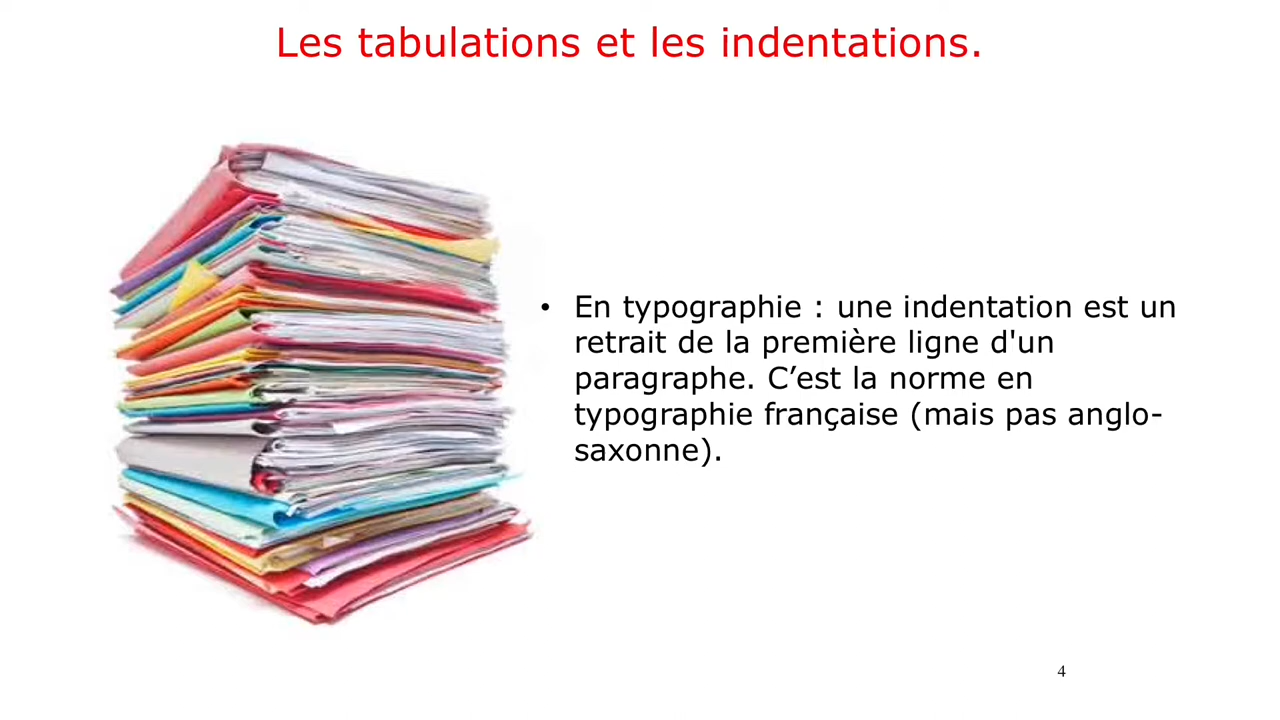 Les tabulations et les indentations.
• En typographie : une indentation est un
retrait de la première ligne d'un
paragraphe. C’est la norme en
typographie française (mais pas anglo-
saxonne).
4